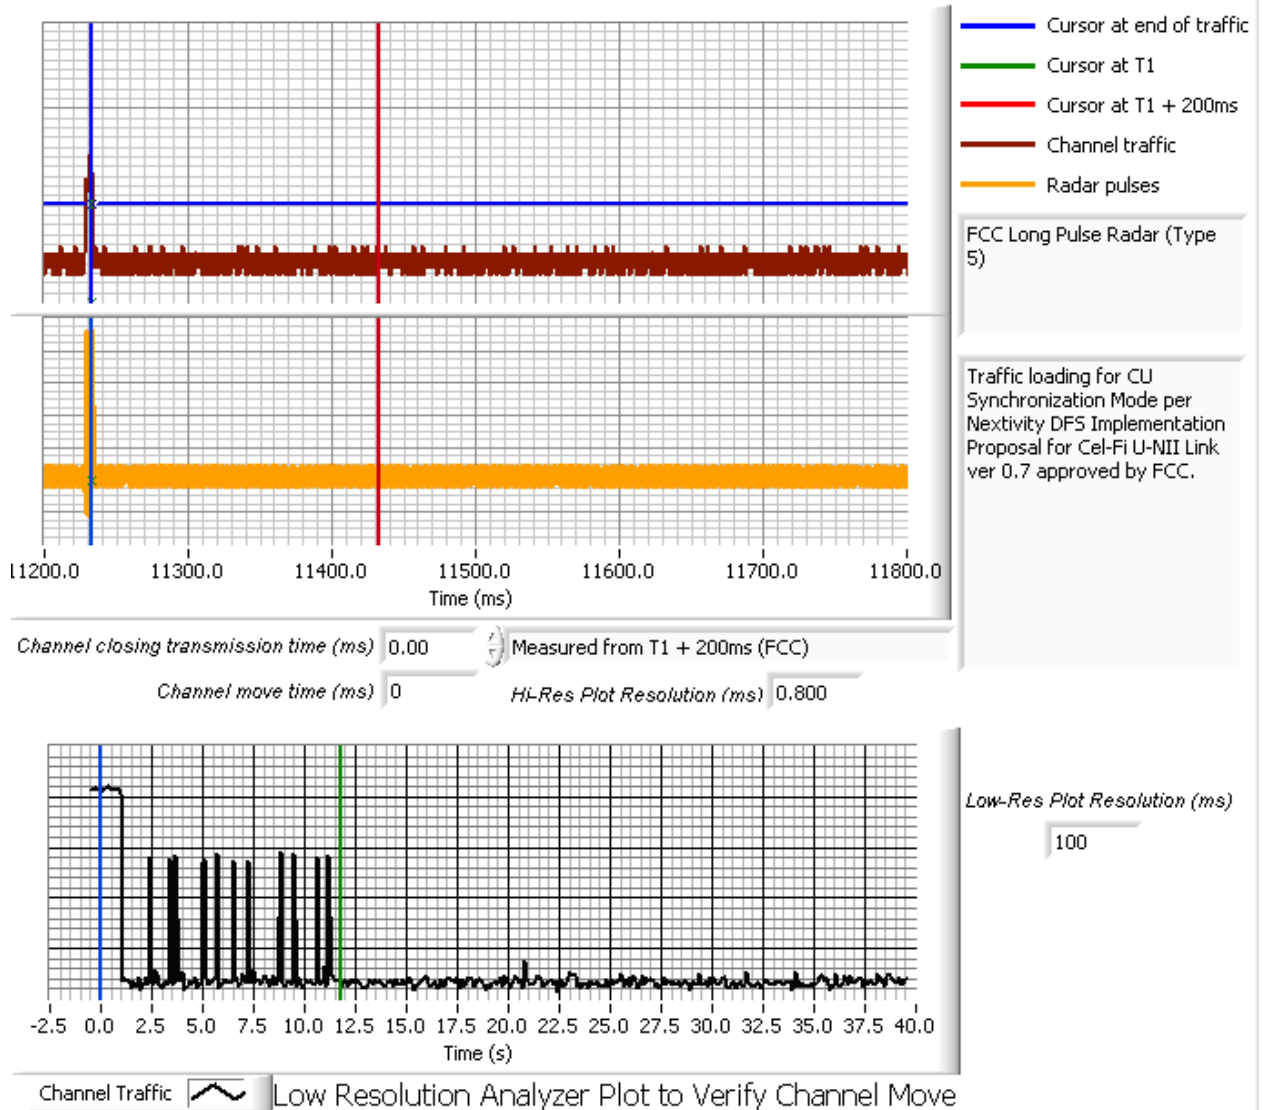 Cursor at end of traffic
Cursor at T1
Cursor at T1 + 200ms
Channel traffic
Radar pulses
FCC Long Pulse Radar (Type
5)
Traffic loading for CU
Synchronization Mode per
Nextivity DFS Implementation
Proposal for Cel-Fi U-NII Link
ver 0.7 approved by FCC.
11200.0 11300.0 11400.0 11500.0 11600.0 11700.0 11800.0
Time (ms)
Channel closing transmission time (ms) 0.00 Measured from T1 + 200ms (FCC)
Channel move time (ms) 0 Hi-Res Plot Resolution (ms) 0.800
Low-Res Plot Resolution (ms)
100
-2.5 0.0 2.5 5.0 7.5 10.0 12.5 15.0 17.5 20.0 22.5 25.0 27.5 30.0 32.5 35.0 37.5 40.0
Time (s)
Channel Traffic Low Resolution Analyzer Plot to Verify Channel Move